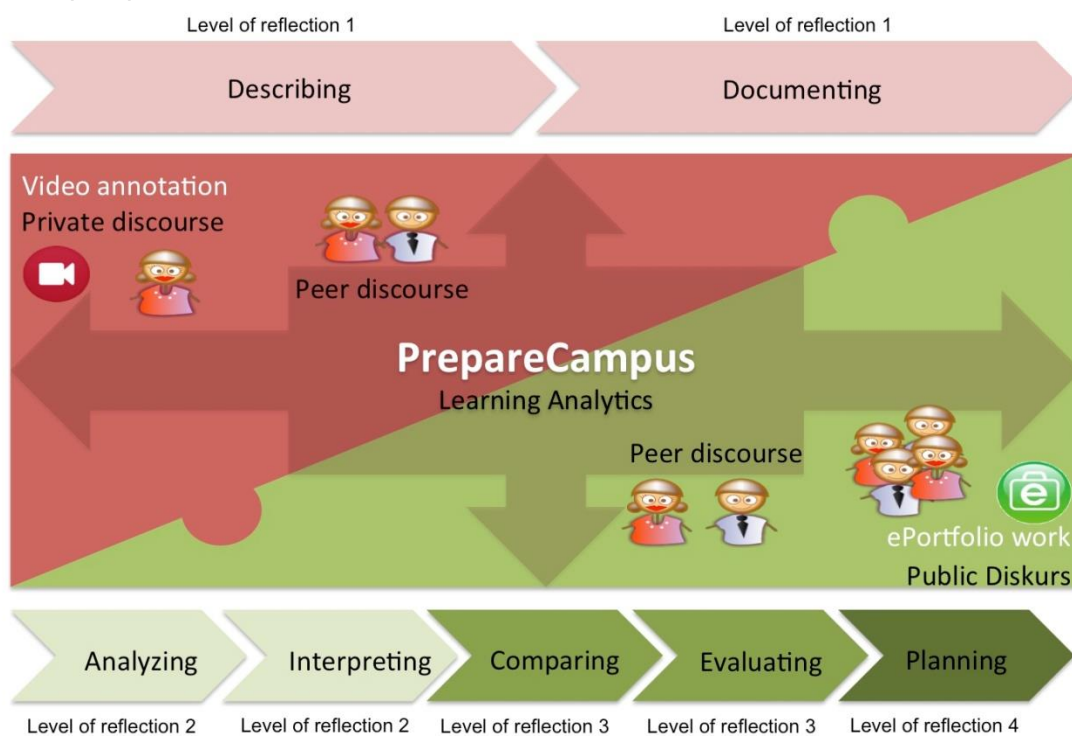 Level of reflection 1
Level of reflection 1
Describing
Documenting
Video annotation
Private discourse
Peer discourse
PrepareCampus
Learning Analytics
Peer discourse
e
ePortfolio work
Public Diskurs
Analyzing
Interpreting
Comparing
Evaluating
Planning
Level of reflection 2
Level of reflection 2
Level of reflection 3
Level of reflection 3
Level of reflection 4